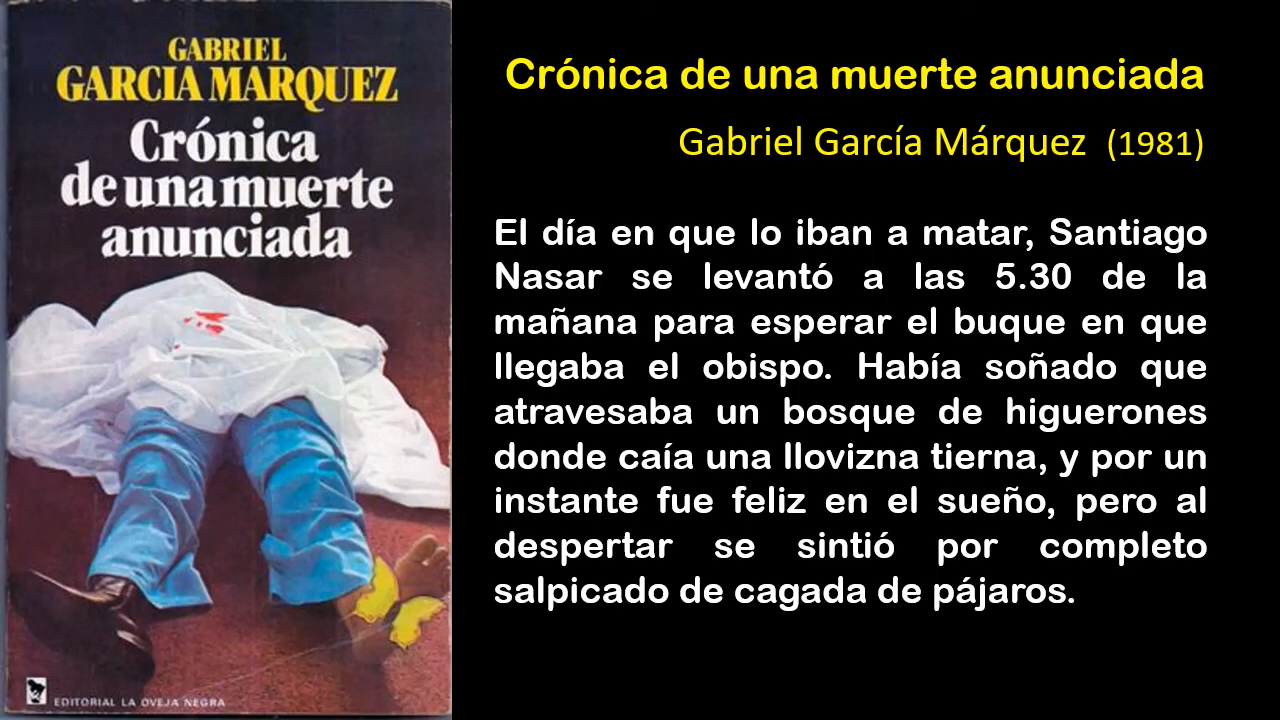 GABRIEL
GARCIA MARQUEZ
Crónica
de una muerte
anunciada
EDITORIAL LA OVEJA NEGRA
Crónica de una muerte anunciada
Gabriel García Márquez (1981)
El día en que lo iban a matar, Santiago
Nasar se levantó a las 5.30 de la
mañana para esperar el buque en que
llegaba el obispo. Había soñado que
atravesaba un bosque de higuerones
donde caía una llovizna tierna, y por un
instante fue feliz en el sueño, pero al
despertar se sintió por completo
salpicado de cagada de pájaros.